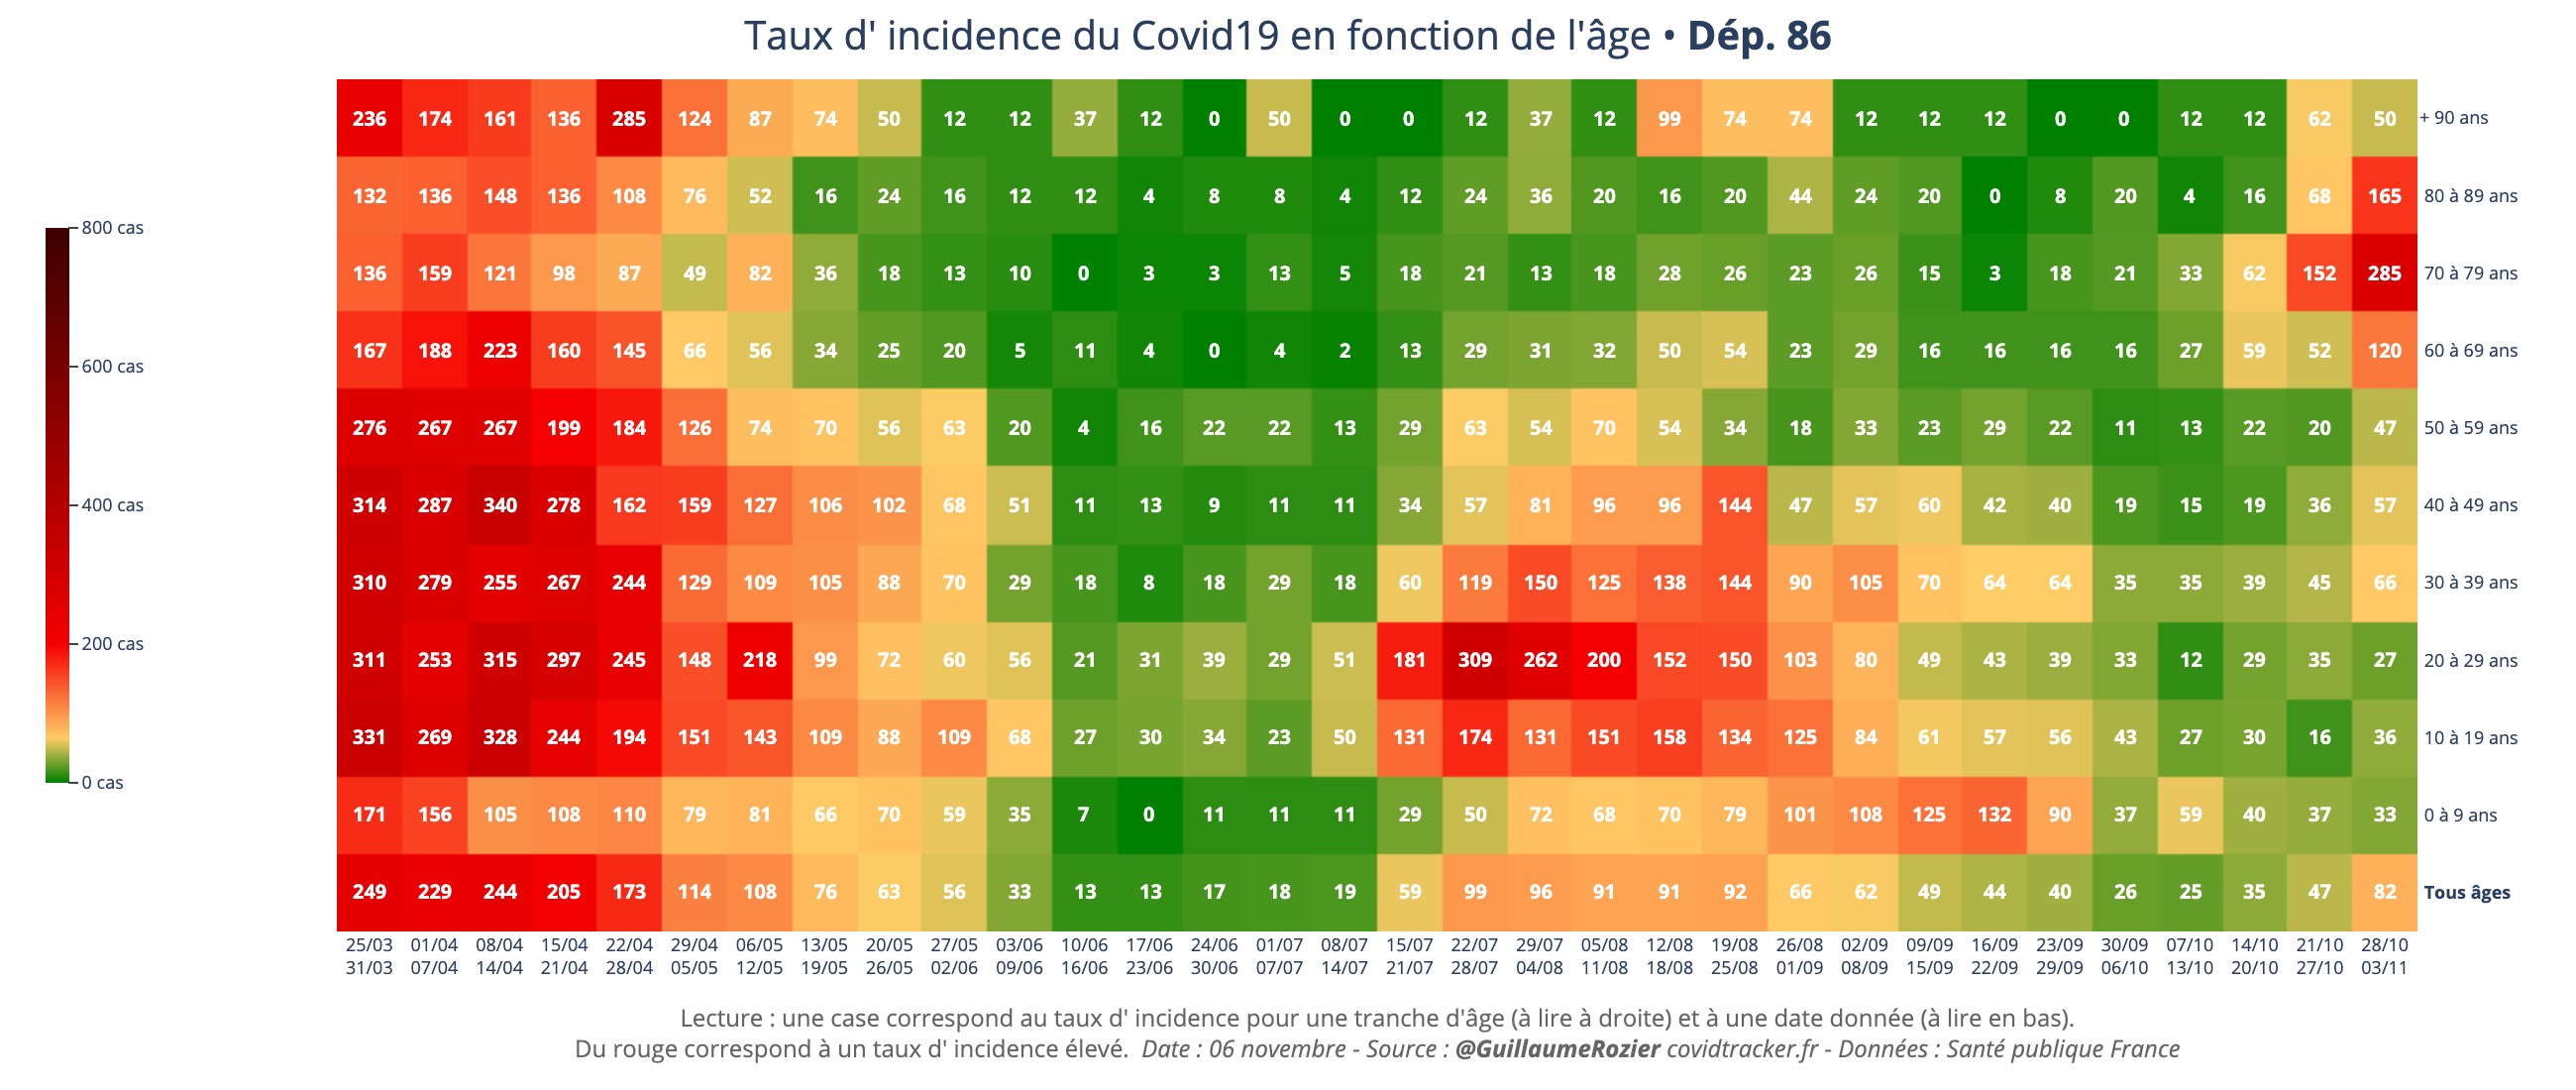 Taux d' incidence du Covid19 en fonction de l'âge • Dép. 86
800 cas
600 cas
400 cas
200 cas
0 cas
236 174 161 136 285 124 87 74 50 12 12 37 12 0 50 0 0 12 37 12 99 74 74 12 12 12 0 0 12 12 62 50 + 90 ans
132 136 148 136 108 76 52 16 24 16 12 12 4 8 8 4 12 24 36 20 16 20 44 24 20 0 8 20 4 16 68 165 80 à 89 ans
136 159 121 98 87 49 82 36 18 13 10 0 3 3 13 5 18 21 13 18 28 26 23 26 15 3 18 21 33 62 152 285 70 à 79 ans
167 188 223 160 145 66 56 34 25 20 5 11 4 0 4 2 13 29 31 32 50 54 23 29 16 16 16 16 27 59 52 120 60 à 69 ans
276 267 267 199 184 126 74 70 56 63 20 4 16 22 22 13 29 63 54 70 54 34 18 33 23 29 22 11 13 22 20 47 50 à 59 ans
314 287 340 278 162 159 127 106 102 68 51 11 13 9 11 11 34 57 81 96 96 144 47 57 60 42 40 19 15 19 36 57 40 à 49 ans
310 279 255 267 244 129 109 105 88 70 29 18 8 18 29 18 60 119 150 125 138 144 90 105 70 64 64 35 35 39 45 66 30 à 39 ans
311 253 315 297 245 148 218 99 72 60 56 21 31 39 29 51 181 309 262 200 152 150 103 80 49 43 39 33 12 29 35 27 20 à 29 ans
331 269 328 244 194 151 143 109 88 109 68 27 30 34 23 50 131 174 131 151 158 134 125 84 61 57 56 43 27 30 16 36 10 à 19 ans
171 156 105 108 110 79 81 66 70 59 35 7 0 11 11 11 29 50 72 68 70 79 101 108 125 132 90 37 59 40 37 33 0 à 9 ans
249 229 244 205 173 114 108 76 63 56 33 13 13 17 18 19 59 99 96 91 91 92 66 62 49 44 40 26 25 35 47 82 Tous âges
25/03 01/04 08/04 15/04 22/04 29/04 06/05 13/05 20/05 27/05 03/06 10/06 17/06 24/06 01/07 08/07 15/07 22/07 29/07 05/08 12/08 19/08 26/08 02/09 09/09 16/09 23/09 30/09 07/10 14/10 21/10 28/10
31/03 07/04 14/04 21/04 28/04 05/05 12/05 19/05 26/05 02/06 09/06 16/06 23/06 30/06 07/07 14/07 21/07 28/07 04/08 11/08 18/08 25/08 01/09 08/09 15/09 22/09 29/09 06/10 13/10 20/10 27/10 03/11
Lecture : une case correspond au taux d' incidence pour une tranche d'âge (à lire à droite) et à une date donnée (à lire en bas).
Du rouge correspond à un taux d' incidence élevé. Date : 06 novembre - Source : @GuillaumeRozier covidtracker.fr - Données : Santé publique France